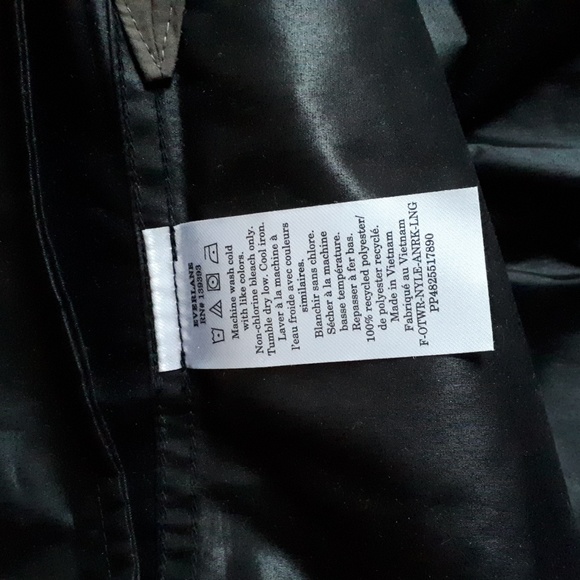 EVERLANE
RN# 139393
Machine wash cold
with like colors.
Non-chlorine bleach only.
Tumble dry low. Cool iron.
Laver à la machine à
l'eau froide avec couleurs
similaires.
Blanchir sans chlore.
Sécher à la machine
basse température.
Repasser à fer bas.
100% recycled polyester/
de polyester recyclé.
Made in Vietnam
Fabriqué au Vietnam
F-OTWR-NYLE-ANRK-LNG
PP4825517890